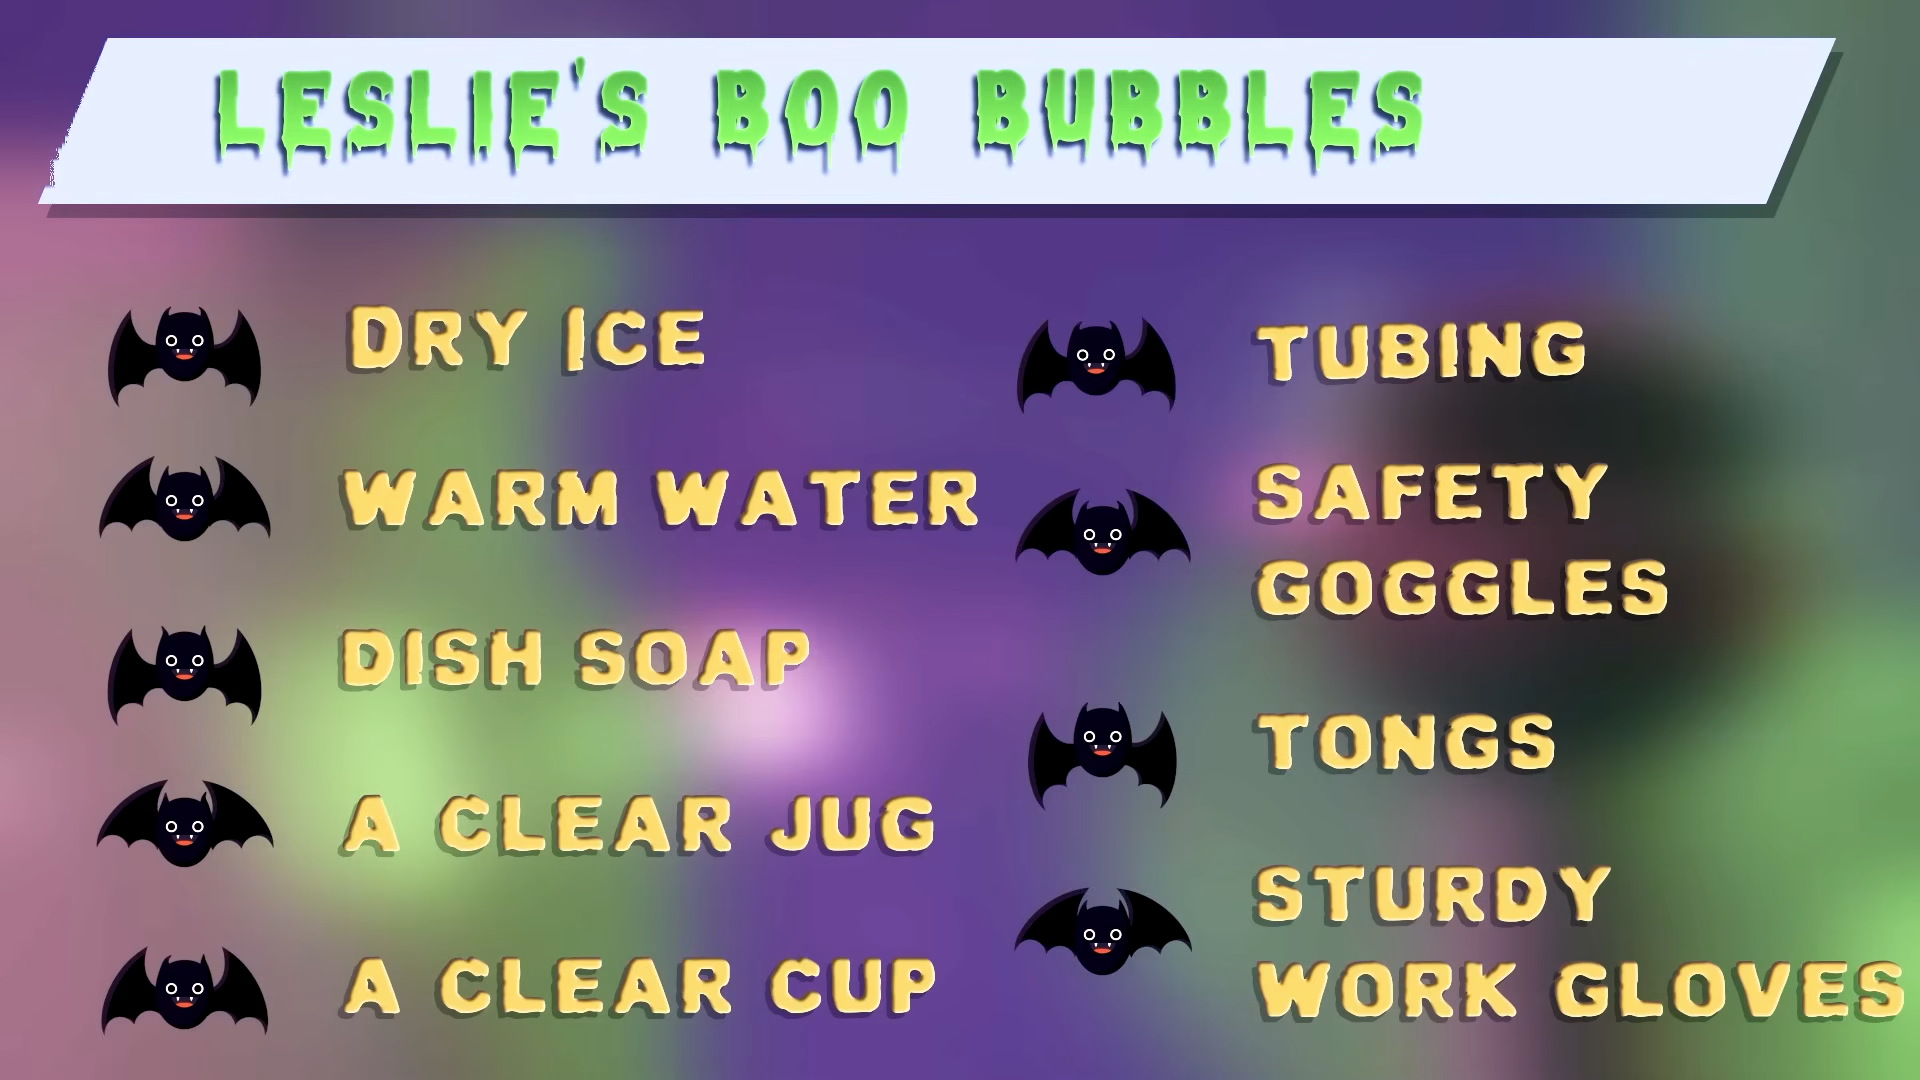 LESLIE'S BOO BUBBLES
DRY ICE
WARM WATER
DISH SOAP
A CLEAR JUG
A CLEAR CUP
TUBING
SAFETY
GOGGLES
TONGS
STURDY
WORK GLOVES